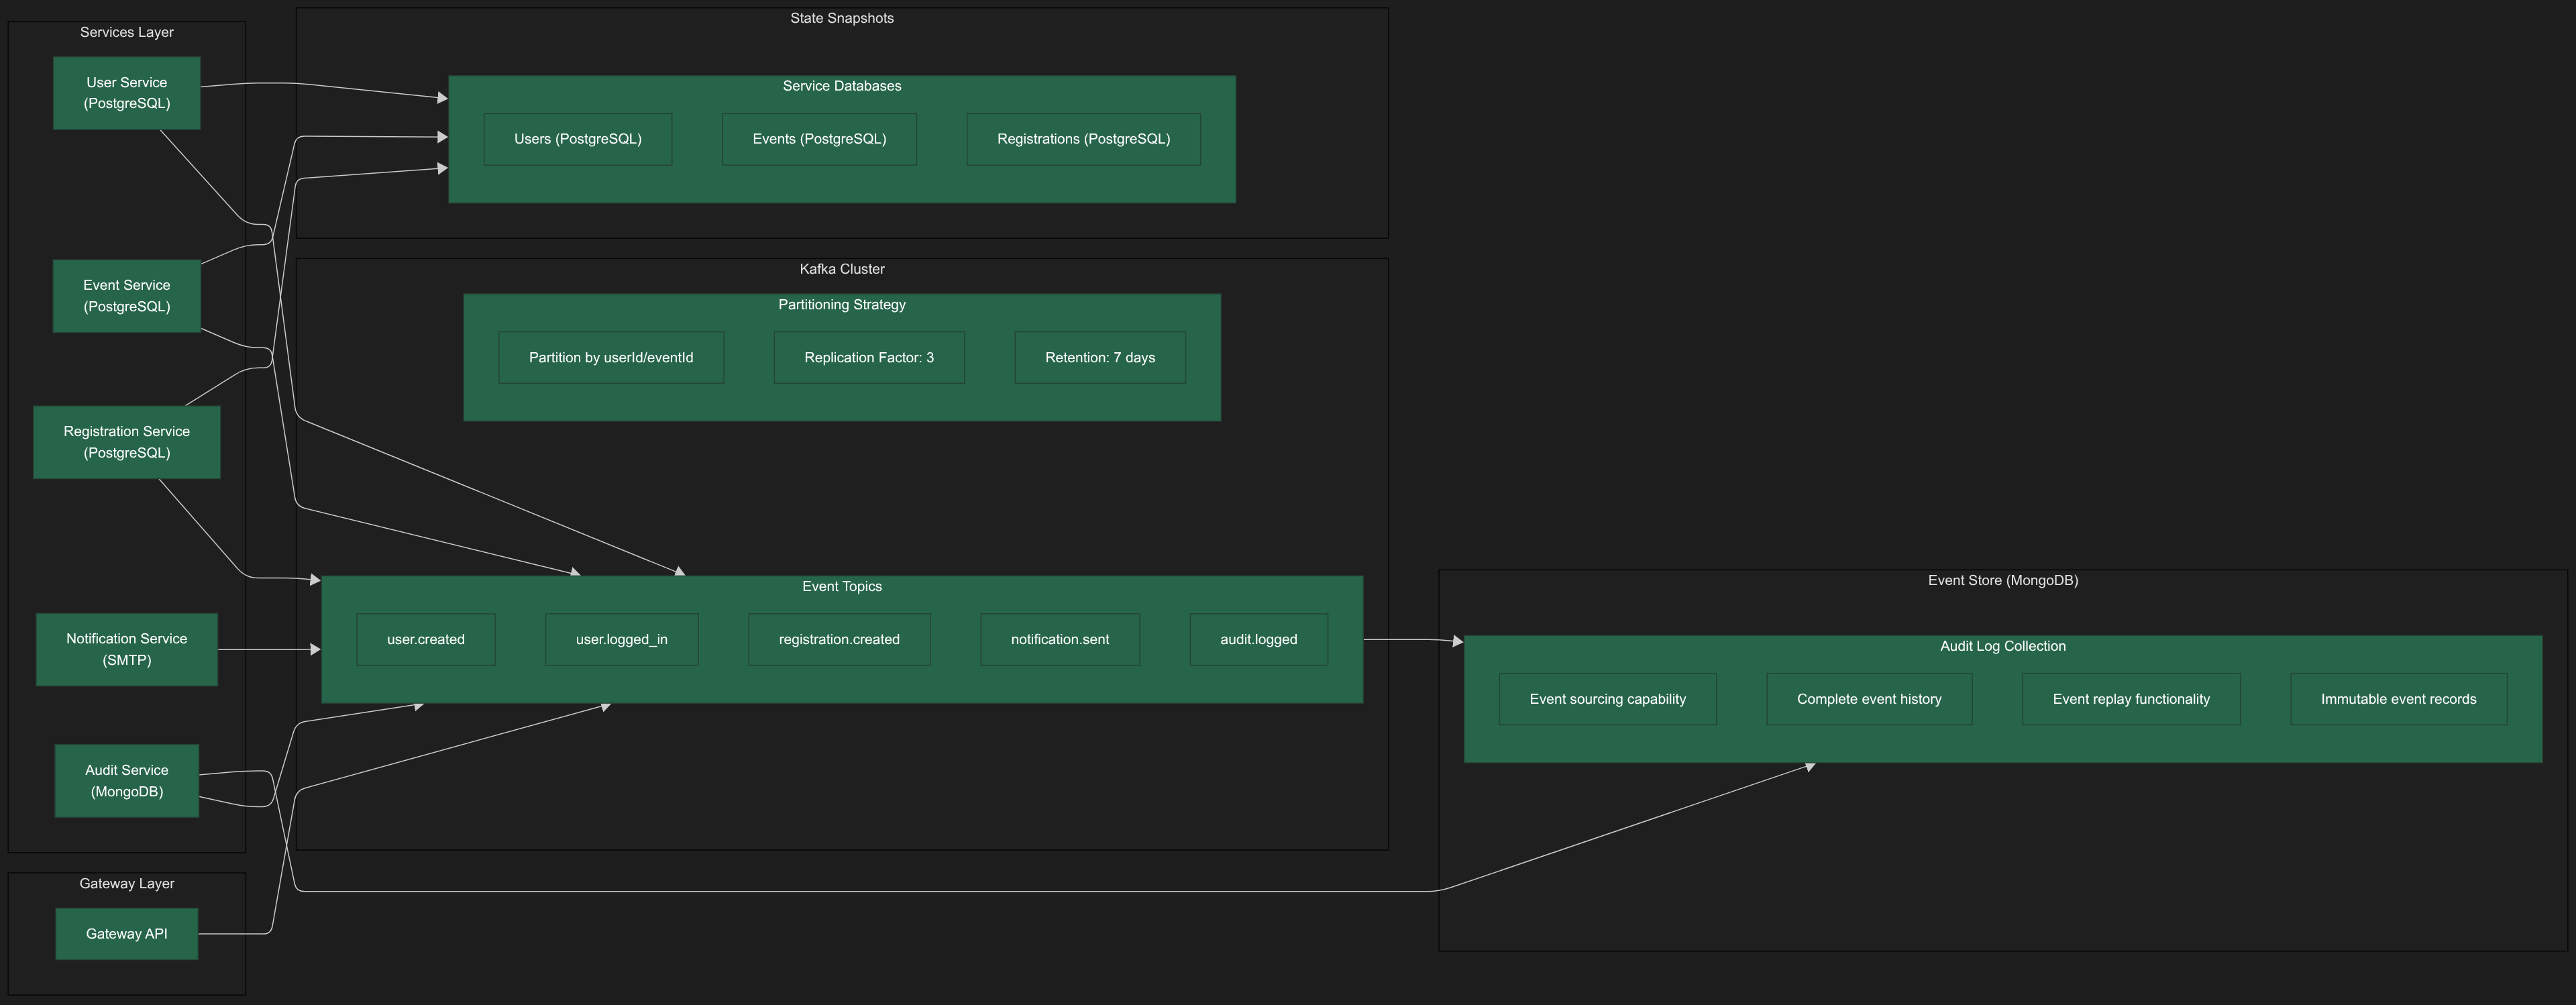 Services Layer
User Service
(PostgreSQL)
Event Service
(PostgreSQL)
Registration Service
(PostgreSQL)
Notification Service
(SMTP)
Audit Service
(MongoDB)
Gateway Layer
Gateway API
State Snapshots
Service Databases
Users (PostgreSQL)
Events (PostgreSQL)
Registrations (PostgreSQL)
Kafka Cluster
Partitioning Strategy
Partition by userId/eventId
Replication Factor: 3
Retention: 7 days
Event Topics
user.created
user.logged_in
registration.created
notification.sent
audit.logged
Event Store (MongoDB)
Audit Log Collection
Event sourcing capability
Complete event history
Event replay functionality
Immutable event records